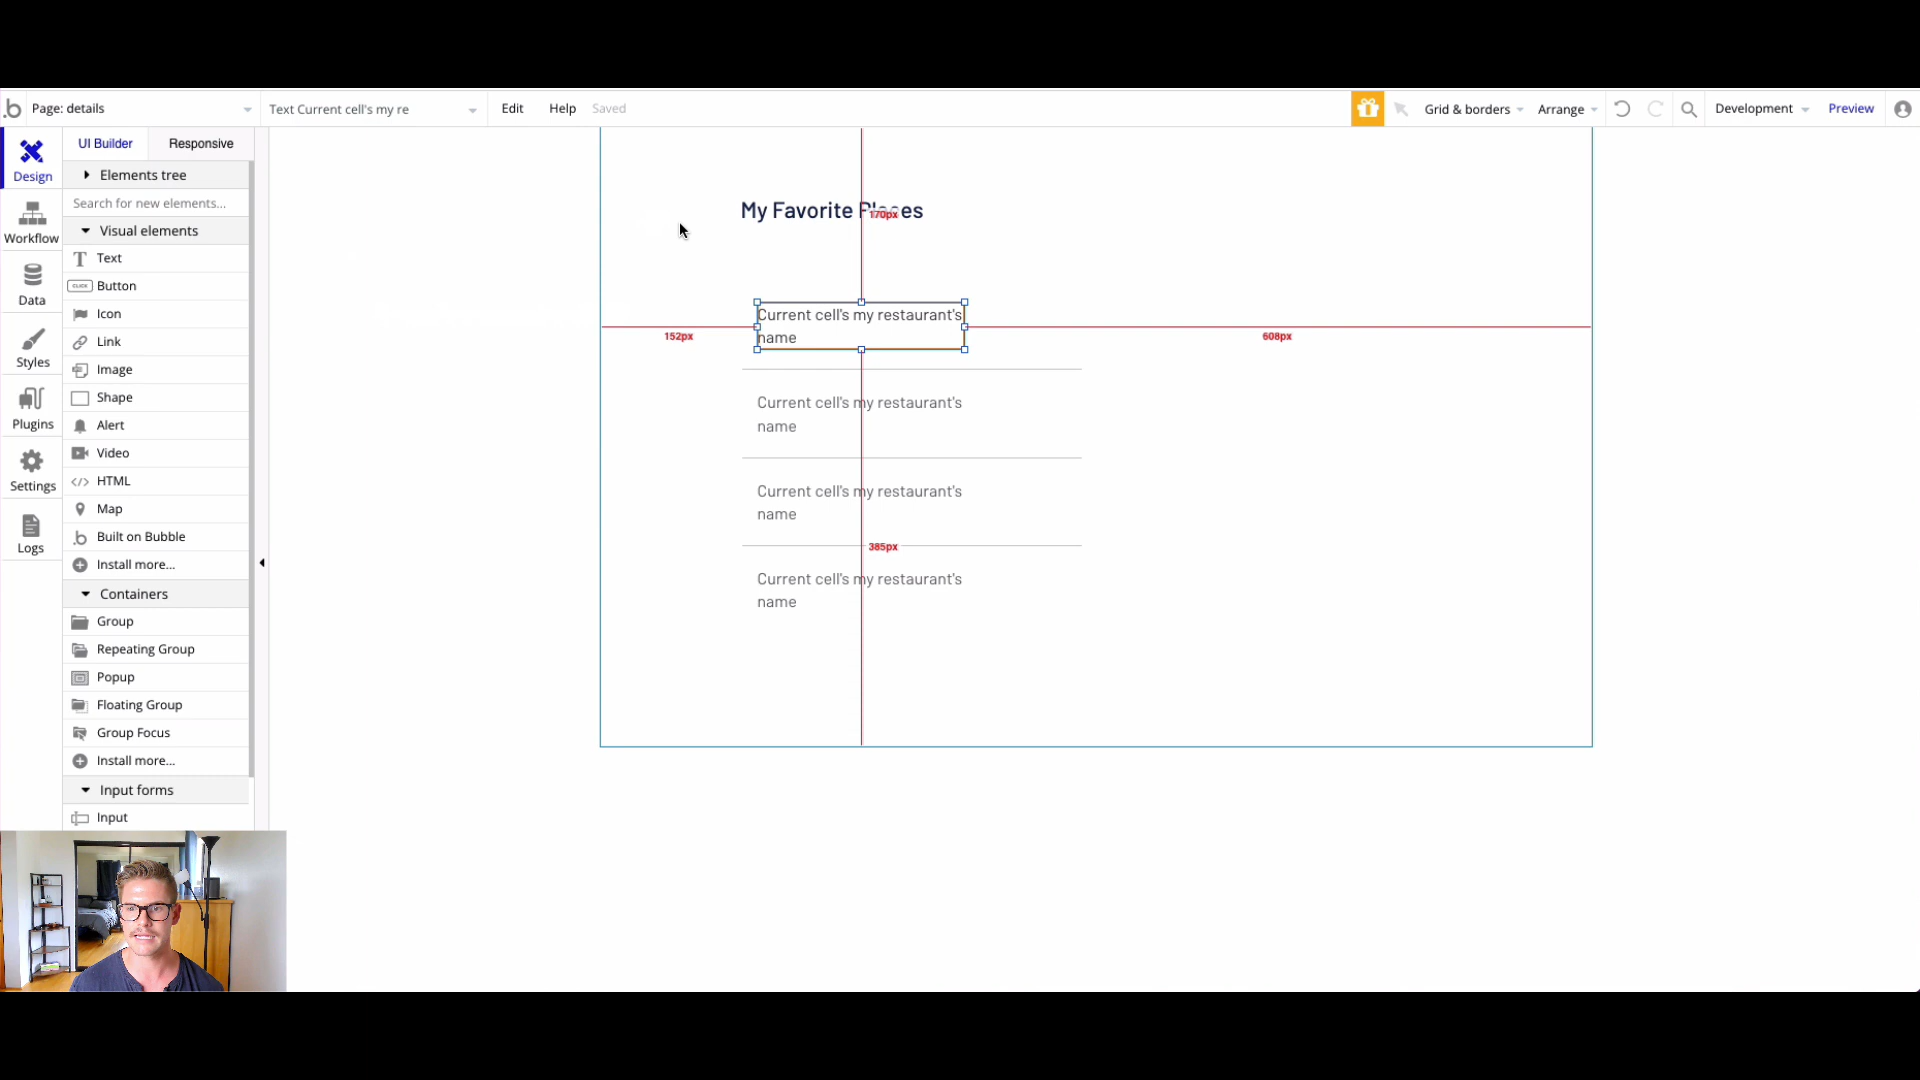 Page: details
Text Current cell's my re
Edit
Help
Saved
Grid & borders
Arrange
Development
Preview
UI Builder
Responsive
Design
Elements tree
Search for new elements...
Workflow
Visual elements
Text
Button
Data
Icon
Link
Styles
Image
Shape
Plugins
Alert
Video
Settings
HTML
Map
Logs
Built on Bubble
Install more...
Containers
Group
Repeating Group
Popup
Floating Group
Group Focus
Install more...
Input forms
Input
My Favorite Places
170px
Current cell's my restaurant's
name
152px
608px
Current cell's my restaurant's
name
Current cell's my restaurant's
name
385px
Current cell's my restaurant's
name